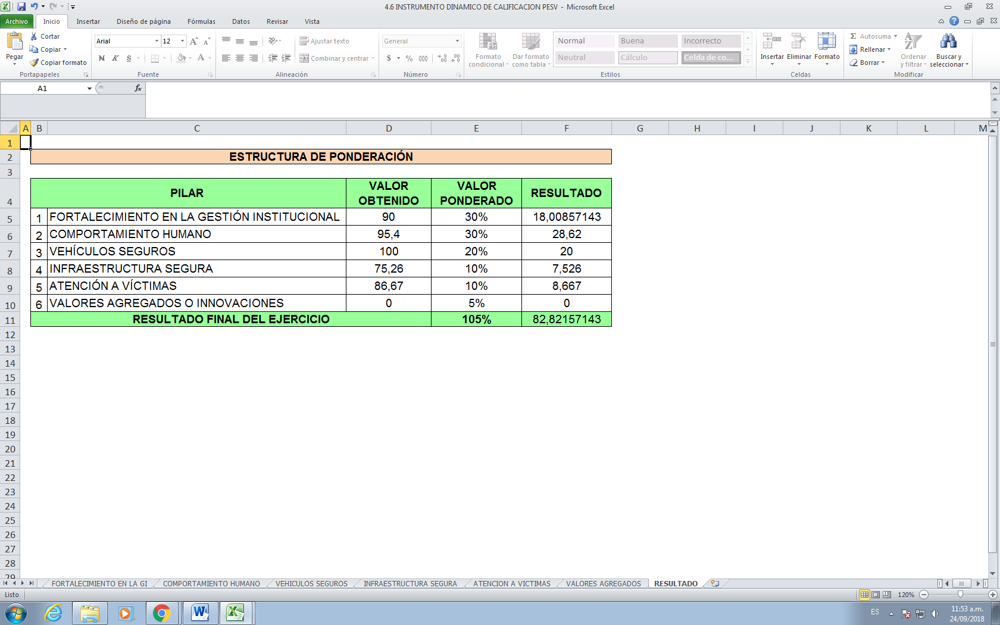 4.6 INSTRUMENTO DINAMICO DE CALIFICACION PESV - Microsoft Excel
Archivo Inicio Insertar Diseño de página Fórmulas Datos Revisar Vista
Pegar
Cortar
Copiar
Copiar formato
Portapapeles
Arial 12
N K S
Fuente
Ajustar texto
Combinar y centrar
Alineación
General
$ % 000
Número
Formato condicional
Dar formato como tabla
Normal Buena Incorrecto
Neutral Cálculo Celda de co...
Estilos
Insertar Eliminar Formato
Celdas
Σ Autosuma
Rellenar
Borrar
Ordenar y filtrar
Buscar y seleccionar
Modificar
A1 fx
A B C D E F G H I J K L M
1
2 ESTRUCTURA DE PONDERACIÓN
3
4 PILAR VALOR OBTENIDO VALOR PONDERADO RESULTADO
5 1 FORTALECIMIENTO EN LA GESTIÓN INSTITUCIONAL 90 30% 18,00857143
6 2 COMPORTAMIENTO HUMANO 95,4 30% 28,62
7 3 VEHÍCULOS SEGUROS 100 20% 20
8 4 INFRAESTRUCTURA SEGURA 75,26 10% 7,526
9 5 ATENCIÓN A VÍCTIMAS 86,67 10% 8,667
10 6 VALORES AGREGADOS O INNOVACIONES 0 5% 0
11 RESULTADO FINAL DEL EJERCICIO 105% 82,82157143
12
13
14
15
16
17
18
19
20
21
22
23
24
25
26
27
28
29
FORTALECIMIENTO EN LA GI COMPORTAMIENTO HUMANO VEHICULOS SEGUROS INFRAESTRUCTURA SEGURA ATENCION A VICTIMAS VALORES AGREGADOS RESULTADO
Listo 120%
ES 11:53 a.m.
24/09/2018